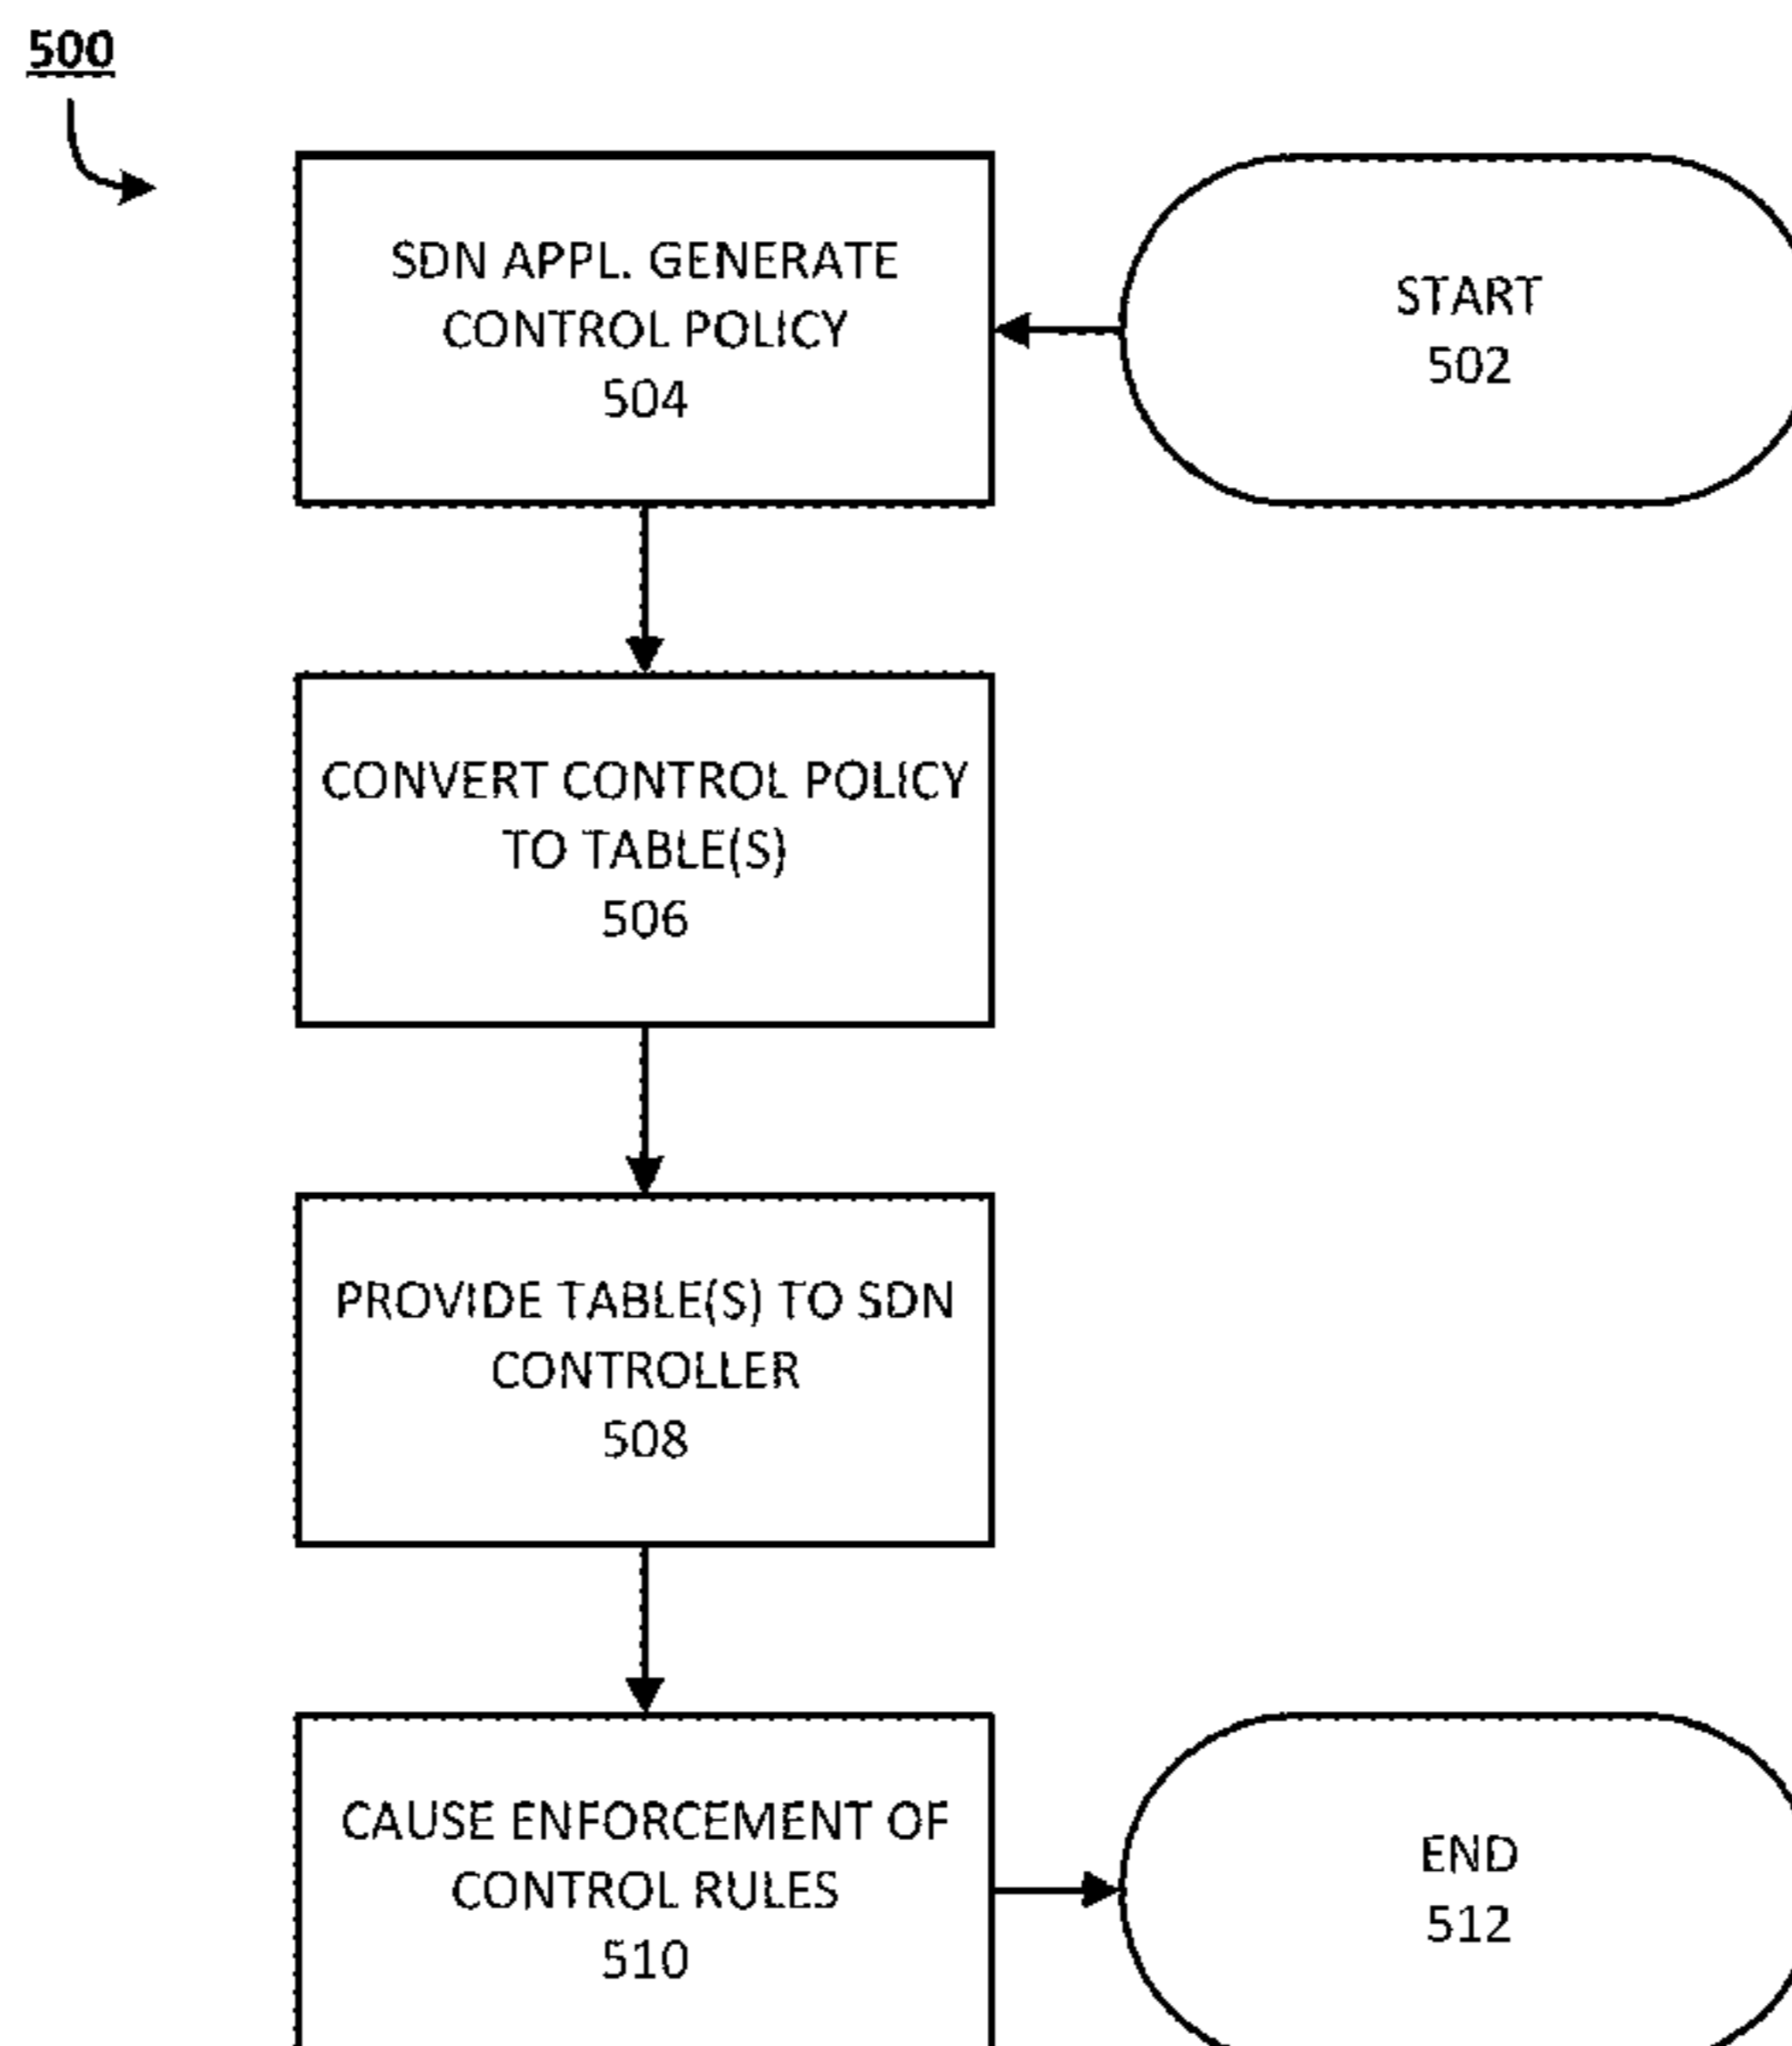 500
SDN APPL. GENERATE
CONTROL POLICY
504
START
502
CONVERT CONTROL POLICY
TO TABLE(S)
506
PROVIDE TABLE(S) TO SDN
CONTROLLER
508
CAUSE ENFORCEMENT OF
CONTROL RULES
510
END
512